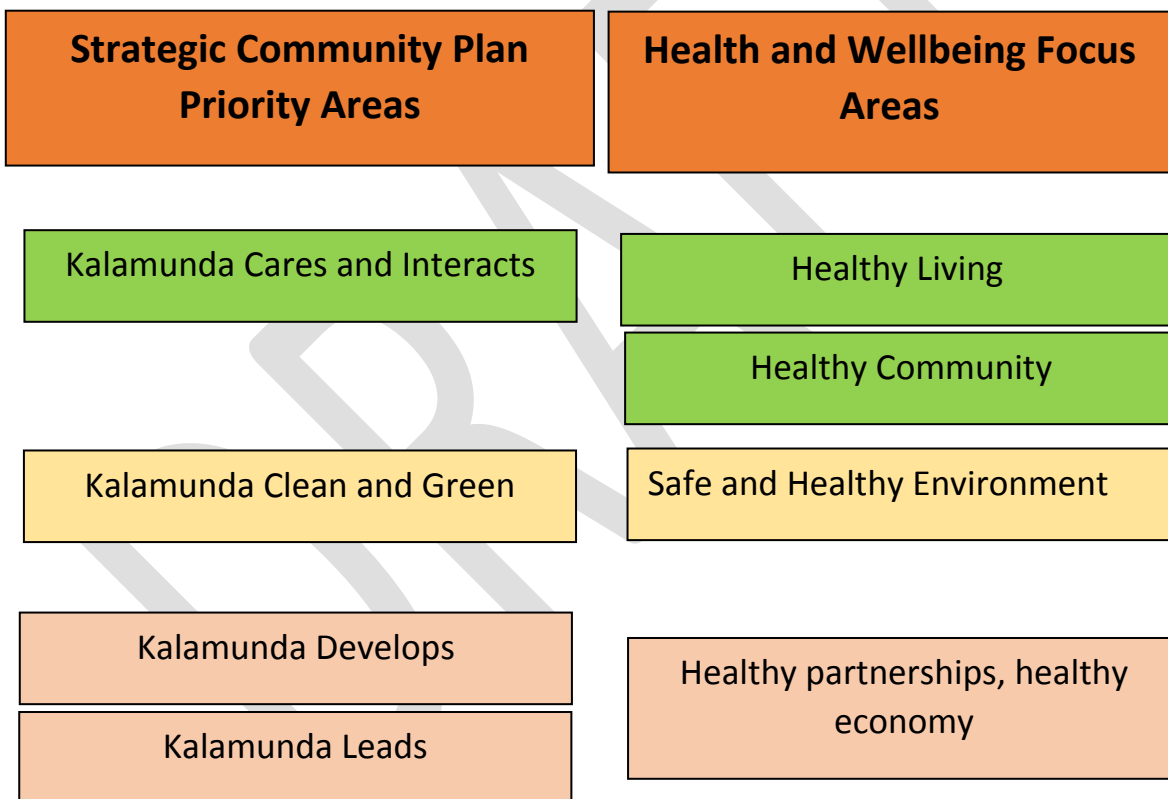 Strategic Community Plan
Priority Areas
Health and Wellbeing Focus
Areas
Kalamunda Cares and Interacts
Healthy Living
Healthy Community
Kalamunda Clean and Green
Safe and Healthy Environment
Kalamunda Develops
Kalamunda Leads
Healthy partnerships, healthy
economy